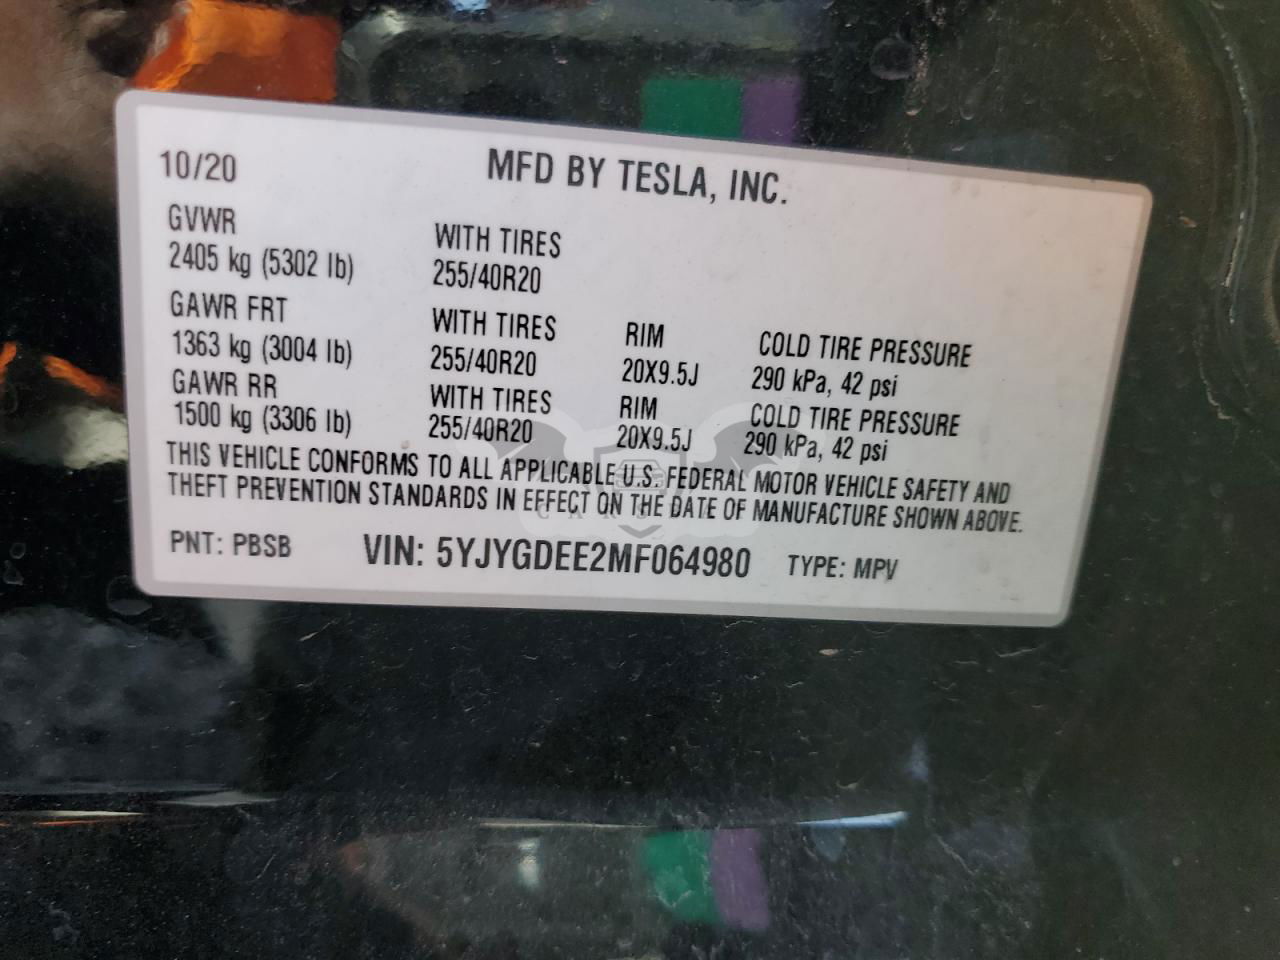 10/20 MFD BY TESLA, INC.
GVWR WITH TIRES
2405 kg (5302 lb) 255/40R20
GAWR FRT WITH TIRES RIM COLD TIRE PRESSURE
1363 kg (3004 lb) 255/40R20 20X9.5J 290 kPa, 42 psi
GAWR RR WITH TIRES RIM COLD TIRE PRESSURE
1500 kg (3306 lb) 255/40R20 20X9.5J 290 kPa, 42 psi
THIS VEHICLE CONFORMS TO ALL APPLICABLE U.S. FEDERAL MOTOR VEHICLE SAFETY AND
THEFT PREVENTION STANDARDS IN EFFECT ON THE DATE OF MANUFACTURE SHOWN ABOVE.
CARS
PNT: PBSB VIN: 5YJYGDEE2MF064980 TYPE: MPV